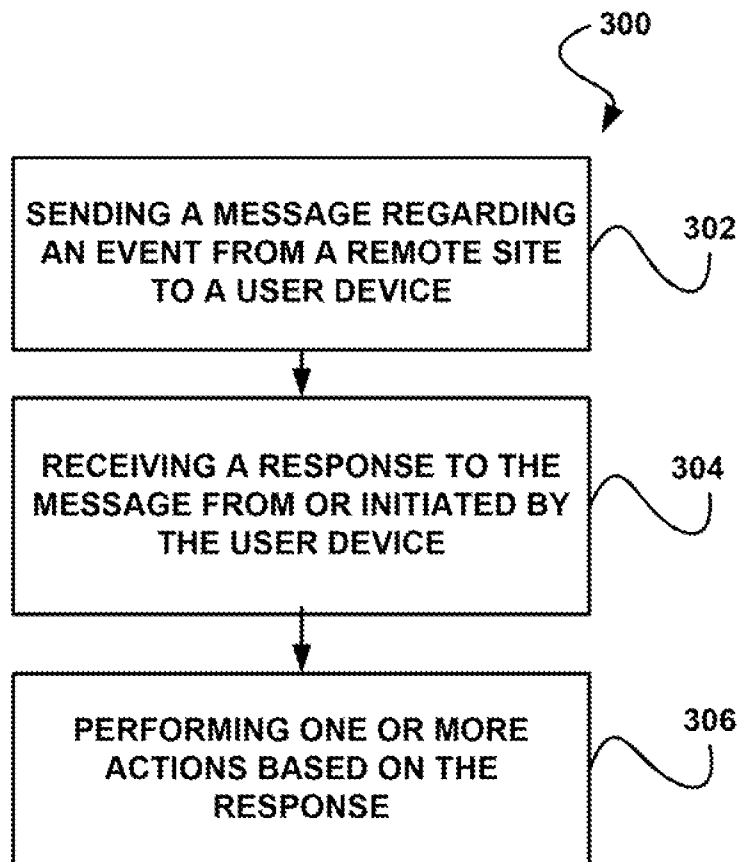 300
SENDING A MESSAGE REGARDING
AN EVENT FROM A REMOTE SITE
TO A USER DEVICE
302
RECEIVING A RESPONSE TO THE
MESSAGE FROM OR INITIATED BY
THE USER DEVICE
304
PERFORMING ONE OR MORE
ACTIONS BASED ON THE
RESPONSE
306